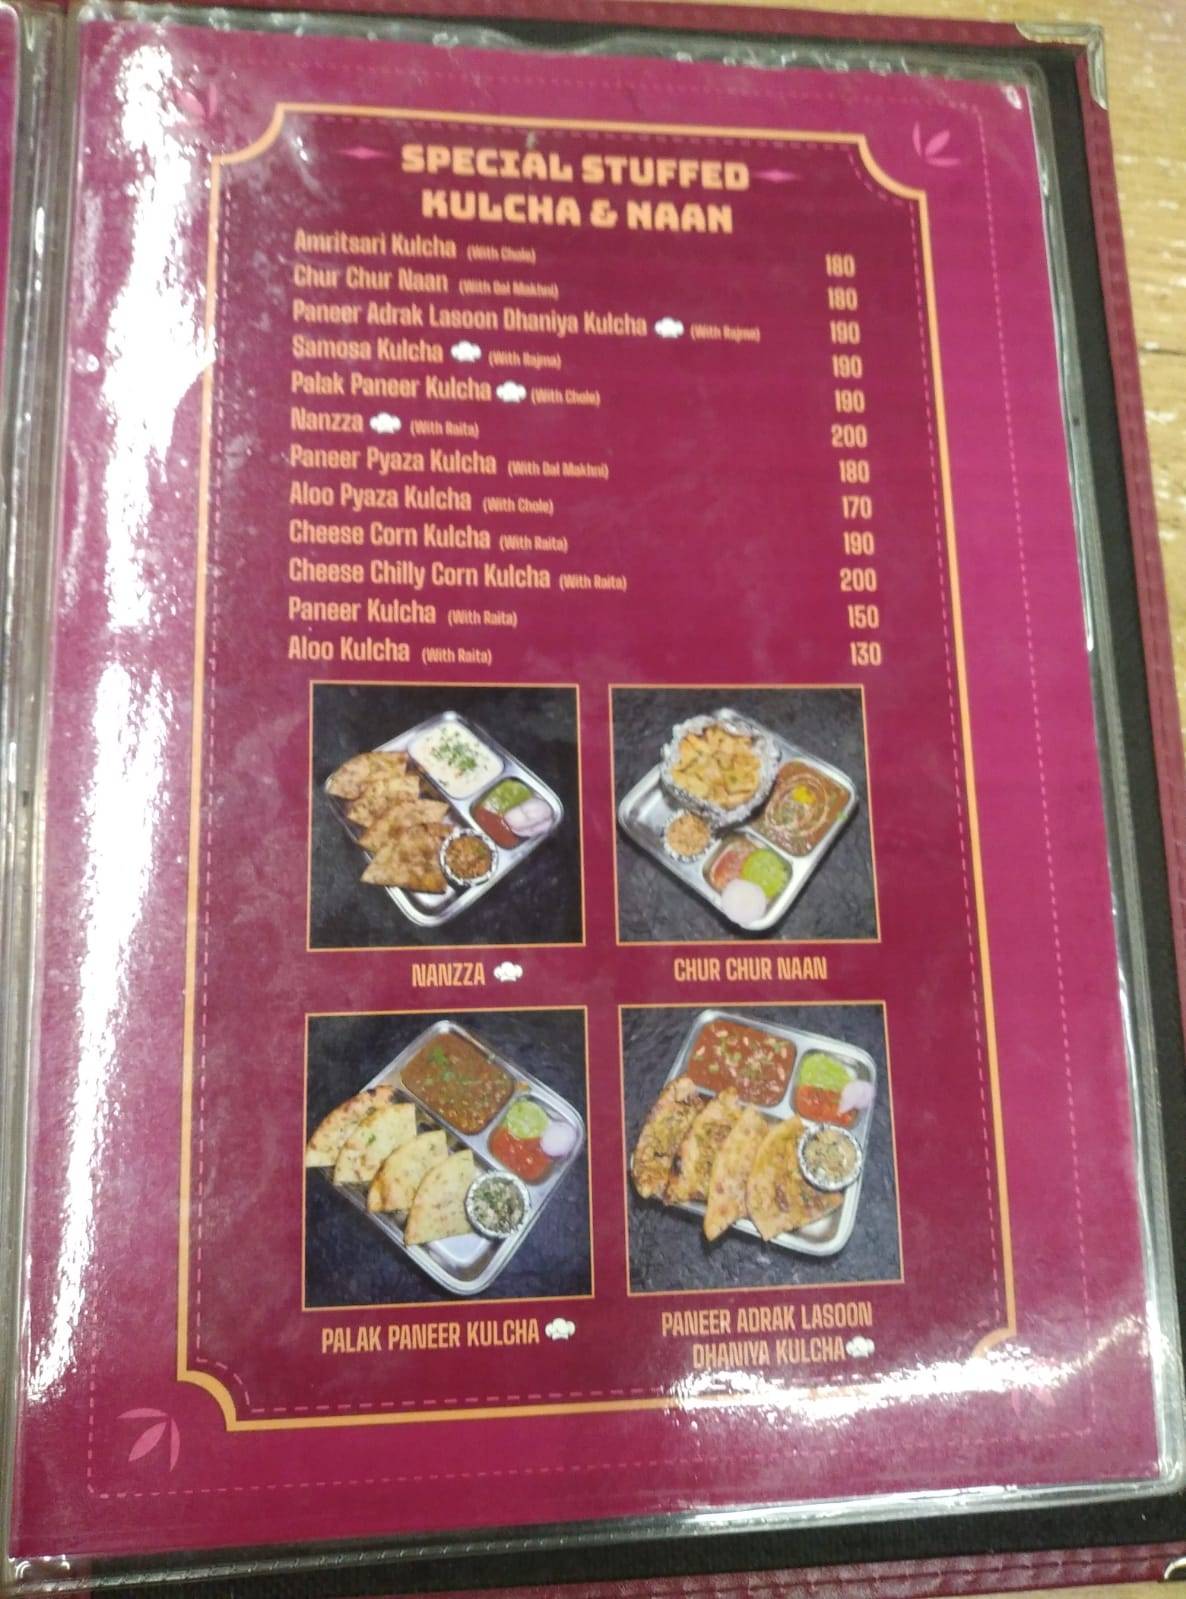 SPECIAL STUFFED
KULCHA & NAAN
Amritsari Kulcha (With Chole) 180
Chur Chur Naan (With Dal Makhni) 180
Paneer Adrak Lasoon Dhaniya Kulcha (With Rajma) 190
Samosa Kulcha (With Rajma) 190
Palak Paneer Kulcha (With Chole) 190
Nanzza (With Raita) 200
Paneer Pyaza Kulcha (With Dal Makhni) 180
Aloo Pyaza Kulcha (With Chole) 170
Cheese Corn Kulcha (With Raita) 190
Cheese Chilly Corn Kulcha (With Raita) 200
Paneer Kulcha (With Raita) 150
Aloo Kulcha (With Raita) 130
NANZZA
CHUR CHUR NAAN
PALAK PANEER KULCHA
PANEER ADRAK LASOON
DHANIYA KULCHA